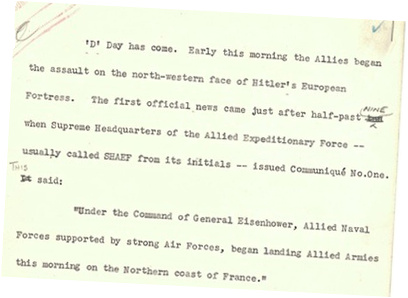 'D' Day has come. Early this morning the Allies began
the assault on the north-western face of Hitler's European
Fortress. The first official news came just after half-past NINE
when Supreme Headquarters of the Allied Expeditionary Force --
usually called SHAEF from its initials -- issued Communiqué No.One.
THIS said:
"Under the Command of General Eisenhower, Allied Naval
Forces supported by strong Air Forces, began landing Allied Armies
this morning on the Northern coast of France."